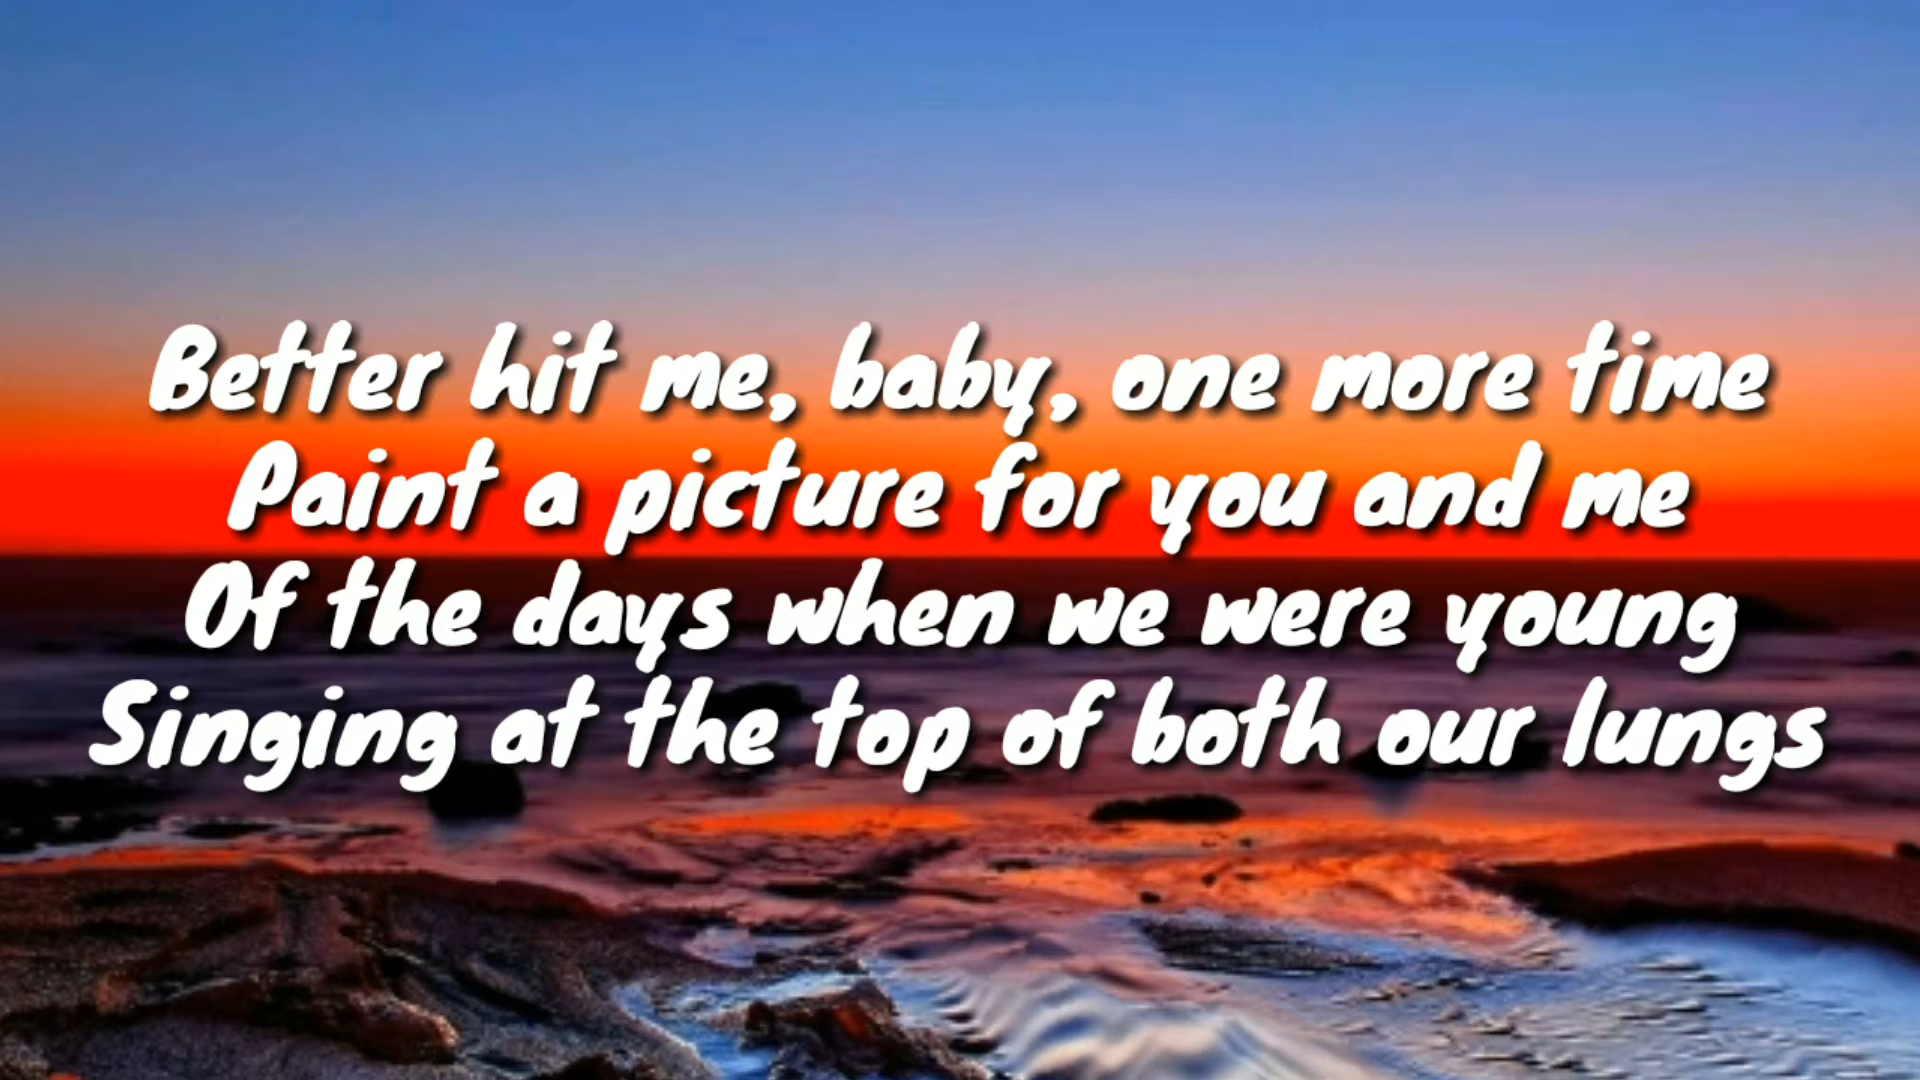 Better hit me, baby, one more time
Paint a picture for you and me
Of the days when we were young
Singing at the top of both our lungs